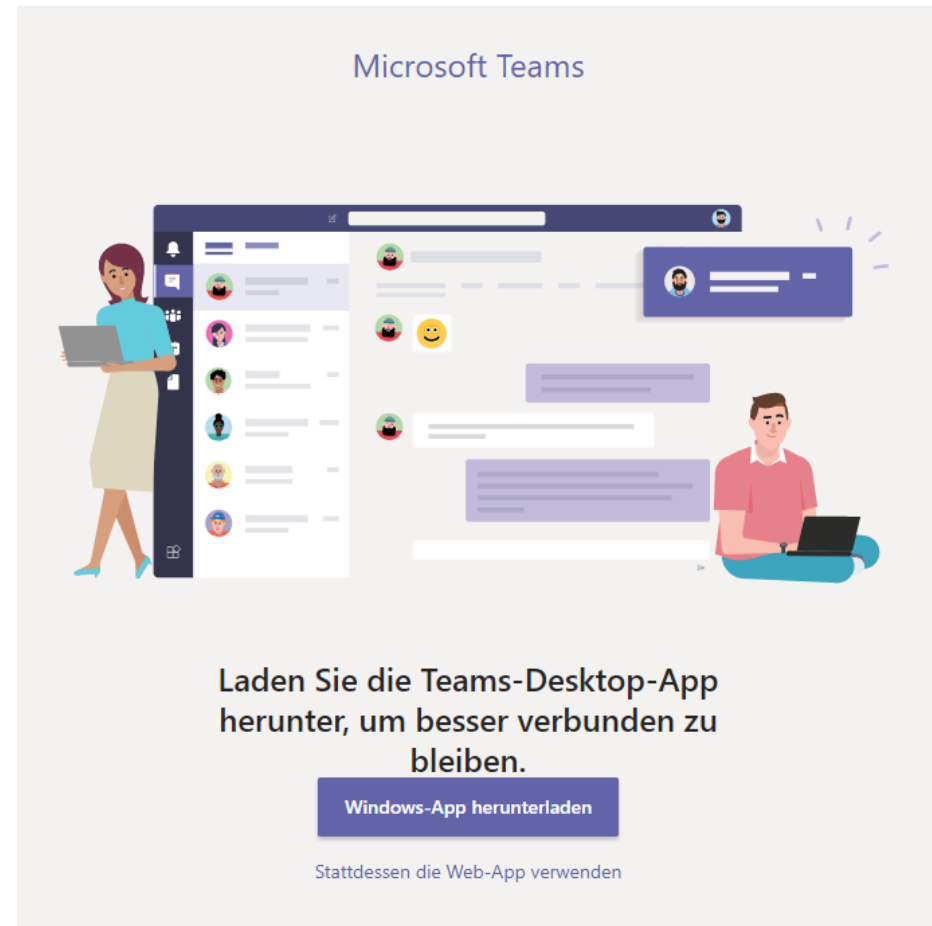 Microsoft Teams
Laden Sie die Teams-Desktop-App
herunter, um besser verbunden zu
bleiben.
Windows-App herunterladen
Stattdessen die Web-App verwenden